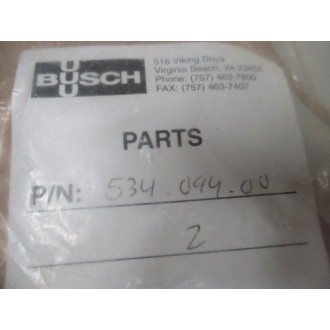 BUSCH
516 Viking Drive
Virginia Beach, VA 23452
Phone: (757) 463-7800
FAX: (757) 463-7407
PARTS
P/N: 534.094.00
2